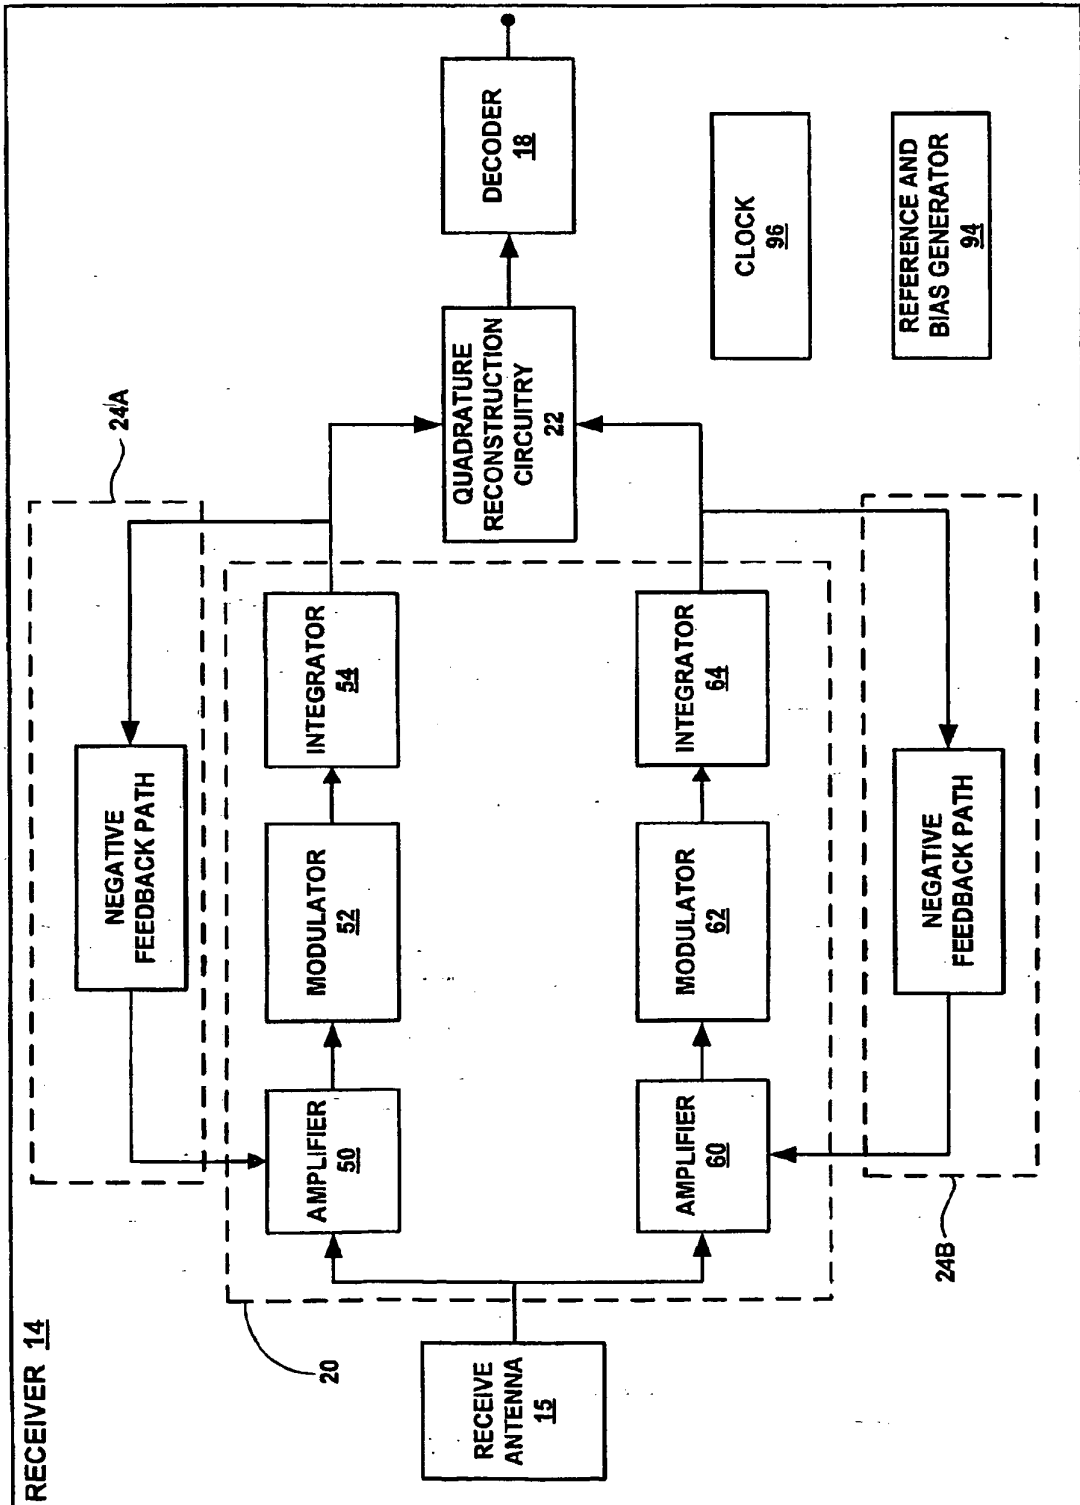 RECEIVER 14
24A
NEGATIVE
FEEDBACK PATH
20
RECEIVE
ANTENNA
15
AMPLIFIER
50
MODULATOR
52
INTEGRATOR
54
QUADRATURE
RECONSTRUCTION
CIRCUITRY
22
DECODER
18
AMPLIFIER
60
MODULATOR
62
INTEGRATOR
64
CLOCK
96
NEGATIVE
FEEDBACK PATH
24B
REFERENCE AND
BIAS GENERATOR
94